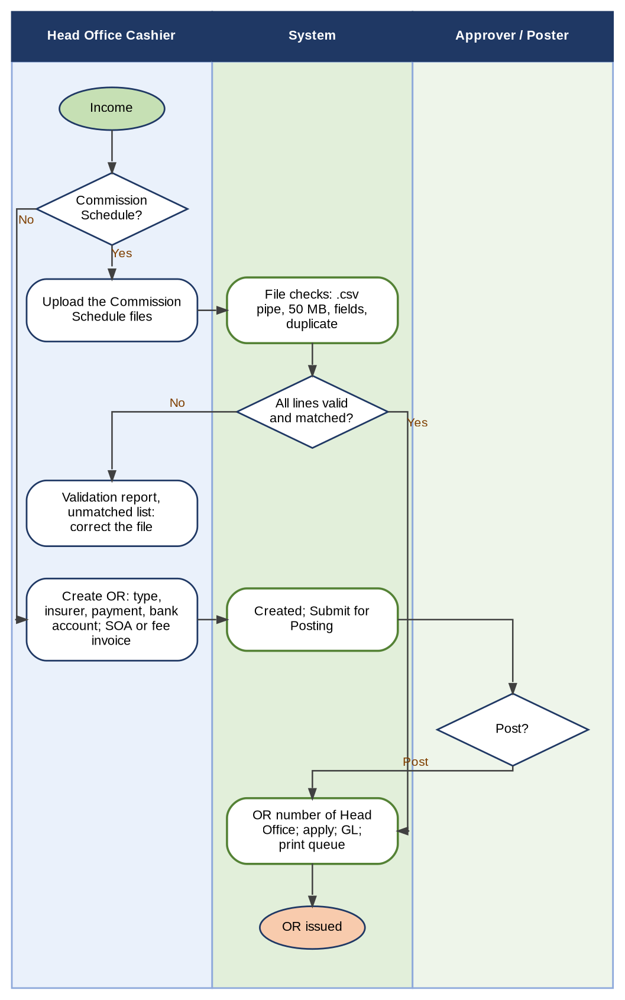 Head Office Cashier
System
Approver / Poster
Income
Commission
Schedule?
No
Yes
Upload the Commission
Schedule files
File checks: .csv
pipe, 50 MB, fields,
duplicate
All lines valid
and matched?
No
Yes
Validation report,
unmatched list:
correct the file
Create OR: type,
insurer, payment, bank
account; SOA or fee
invoice
Created; Submit for
Posting
Post?
Post
OR number of Head
Office; apply; GL;
print queue
OR issued